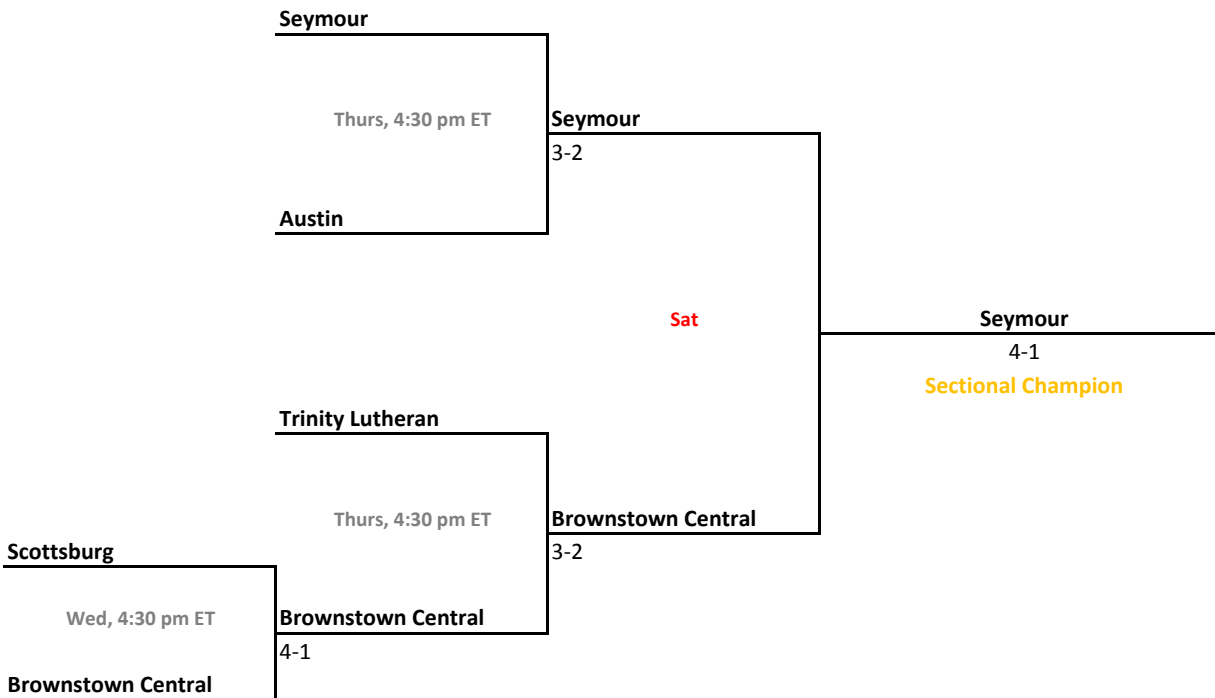 Seymour
Thurs, 4:30 pm ET
Seymour
3-2
Austin
Sat
Seymour
4-1
Sectional Champion
Trinity Lutheran
Thurs, 4:30 pm ET
Brownstown Central
3-2
Scottsburg
Wed, 4:30 pm ET
Brownstown Central
4-1
Brownstown Central